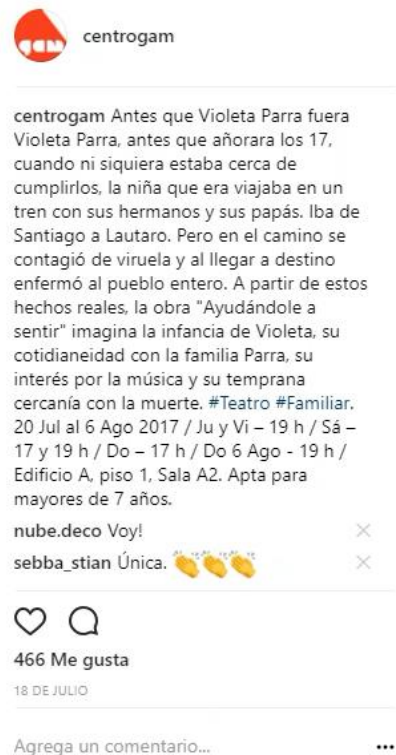 gam
centrogam
centrogam Antes que Violeta Parra fuera
Violeta Parra, antes que añorara los 17,
cuando ni siquiera estaba cerca de
cumplirlos, la niña que era viajaba en un
tren con sus hermanos y sus papás. Iba de
Santiago a Lautaro. Pero en el camino se
contagió de viruela y al llegar a destino
enfermó al pueblo entero. A partir de estos
hechos reales, la obra "Ayudándole a
sentir" imagina la infancia de Violeta, su
cotidianeidad con la familia Parra, su
interés por la música y su temprana
cercanía con la muerte. #Teatro #Familiar.
20 Jul al 6 Ago 2017 / Ju y Vi – 19 h / Sá –
17 y 19 h / Do – 17 h / Do 6 Ago - 19 h /
Edificio A, piso 1, Sala A2. Apta para
mayores de 7 años.
nube.deco Voy!
sebba_stian Única. 👏👏👏
466 Me gusta
18 DE JULIO
Agrega un comentario...